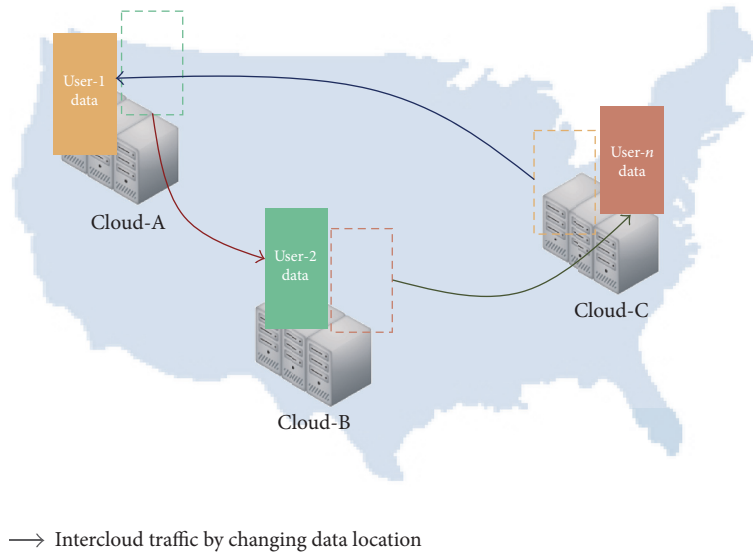 User-1
data
User-n
data
Cloud-A
User-2
data
Cloud-C
Cloud-B
Intercloud traffic by changing data location